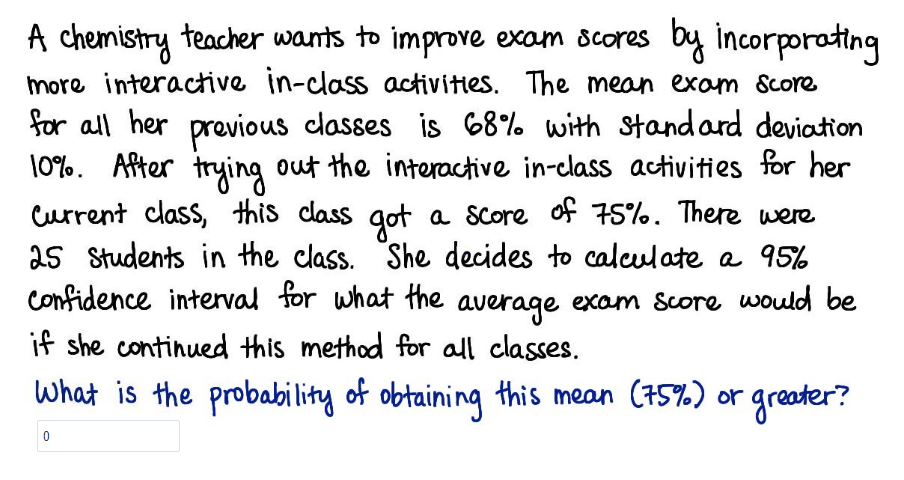 A chemistry teacher wants to improve exam scores by incorporating
more interactive in-class activities. The mean exam score
for all her previous classes is 68% with standard deviation
10%. After trying out the interactive in-class activities for her
current class, this class got a score of 75%. There were
25 students in the class. She decides to calculate a 95%
confidence interval for what the average exam score would be
if she continued this method for all classes.
What is the probability of obtaining this mean (75%) or greater?
0